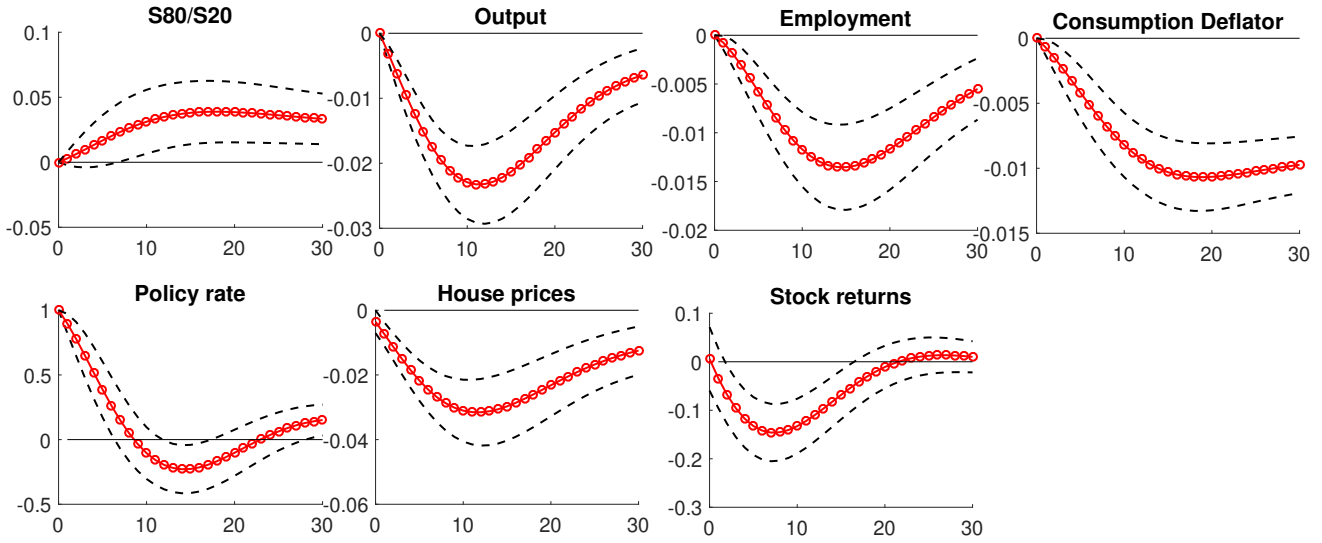 S80/S20
0.1
0.05
0
-0.05
0 10 20 30
Output
0
-0.01
-0.02
-0.03
0 10 20 30
Employment
0
-0.005
-0.01
-0.015
-0.02
0 10 20 30
Consumption Deflator
0
-0.005
-0.01
-0.015
0 10 20 30
Policy rate
1
0.5
0
-0.5
0 10 20 30
House prices
0
-0.02
-0.04
-0.06
0 10 20 30
Stock returns
0.1
0
-0.1
-0.2
-0.3
0 10 20 30